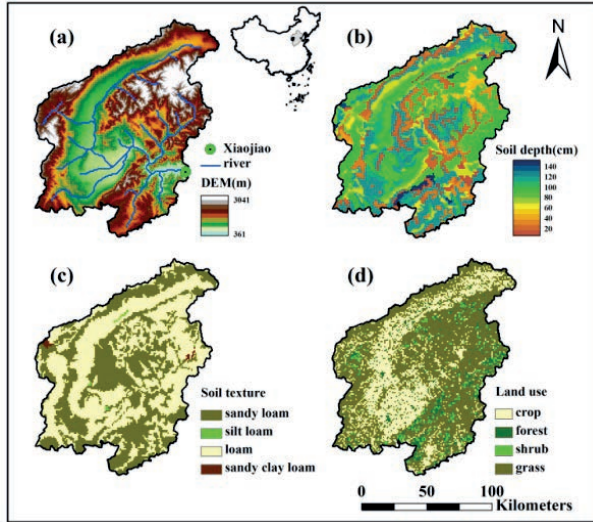 (a)
Xiaojiao
river
DEM(m)
3041
361
(b)
N
Soil depth(cm)
140
120
100
80
60
40
20
(c)
Soil texture
sandy loam
silt loam
loam
sandy clay loam
(d)
Land use
crop
forest
shrub
grass
0 25 50 100
Kilometers